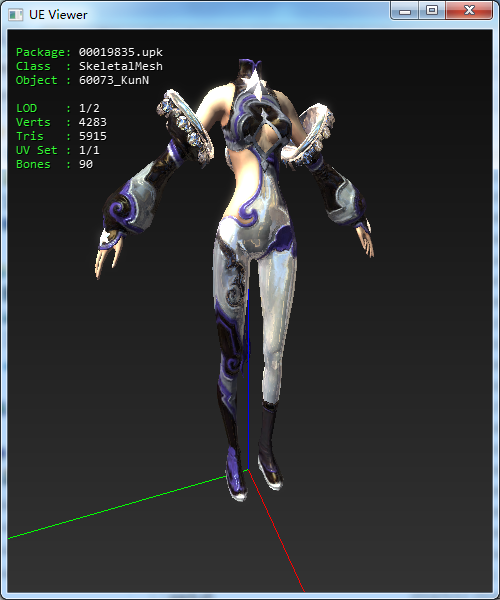 UE Viewer
Package: 00019835.upk
Class  : SkeletalMesh
Object : 60073_KunN
LOD    : 1/2
Verts  : 4283
Tris   : 5915
UV Set : 1/1
Bones  : 90